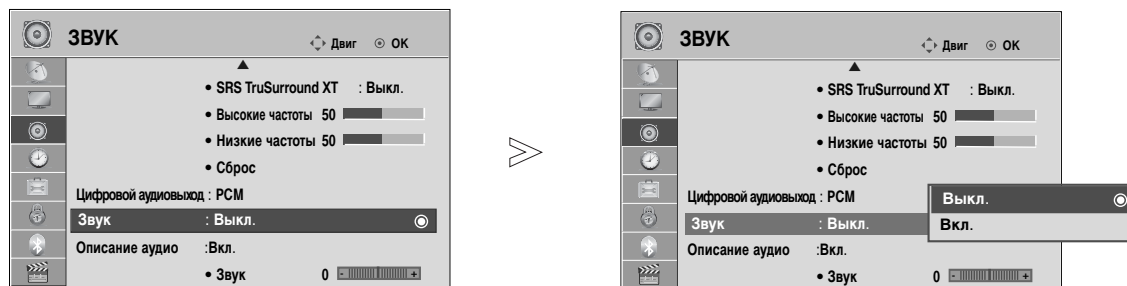 ЗВУК Двиг OK
• SRS TruSurround XT : Выкл.
• Высокие частоты 50
• Низкие частоты 50
• Сброс
Цифровой аудиовыход : PCM
Звук : Выкл.
Описание аудио :Вкл.
• Звук 0 - +
ЗВУК Двиг OK
• SRS TruSurround XT : Выкл.
• Высокие частоты 50
• Низкие частоты 50
• Сброс
Цифровой аудиовыход : PCM
Звук : Выкл.
Выкл.
Вкл.
Описание аудио :Вкл.
• Звук 0 - +